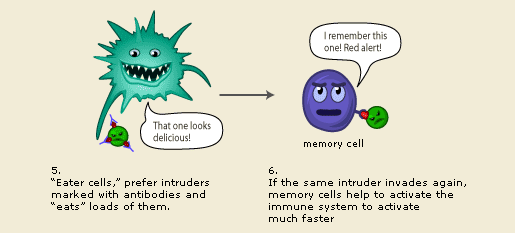 I remember this
one! Red alert!
That one looks
delicious!
memory cell
5.
“Eater cells,” prefer intruders
marked with antibodies and
“eats” loads of them.
6.
If the same intruder invades again,
memory cells help to activate the
immune system to activate
much faster